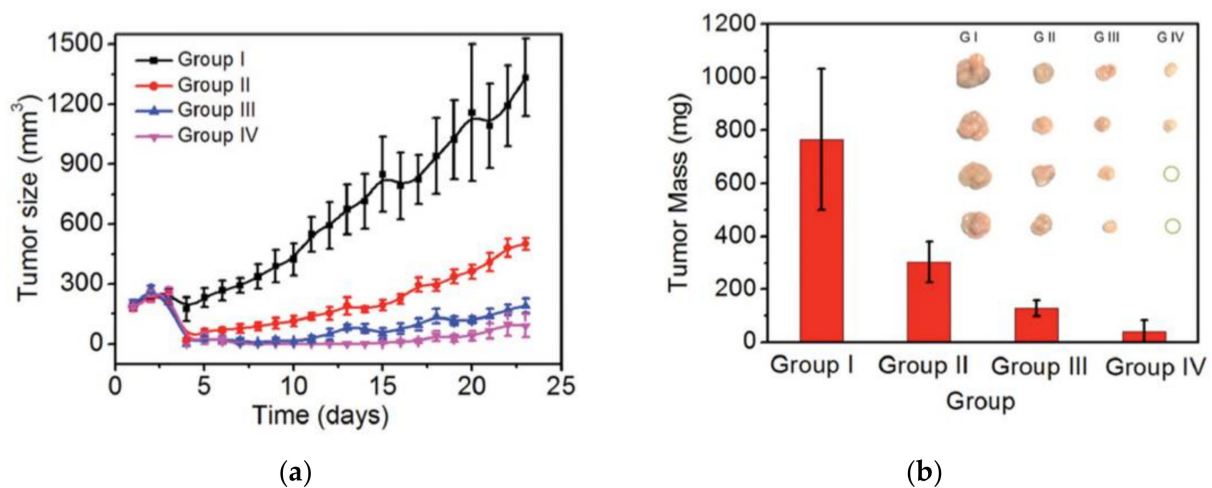 1500
1200
900
600
300
0
Tumor size (mm³)
Group I
Group II
Group III
Group IV
0 5 10 15 20 25
Time (days)
(a)
1200
1000
800
600
400
200
0
Tumor Mass (mg)
G I G II G III G IV
Group I Group II Group III Group IV
Group
(b)